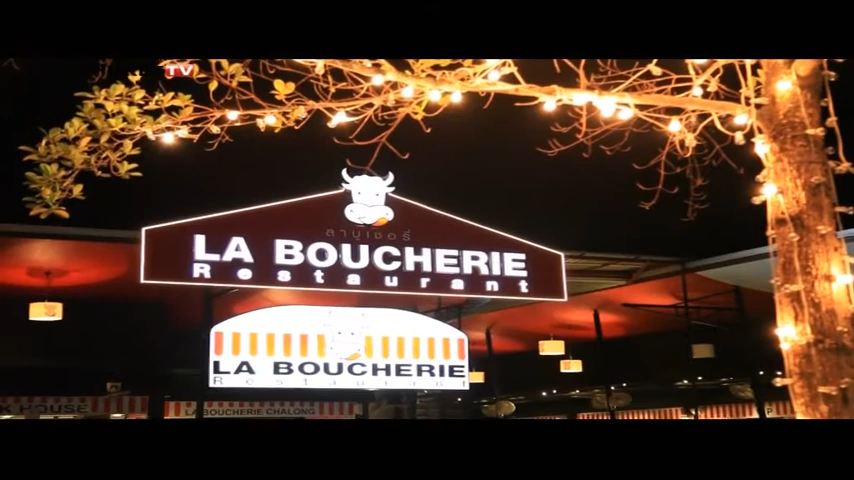 TV
ลาบูเชอรี่
LA BOUCHERIE
Restaurant
LA BOUCHERIE
Restaurant
HOUSE
LA BOUCHERIE CHALONG